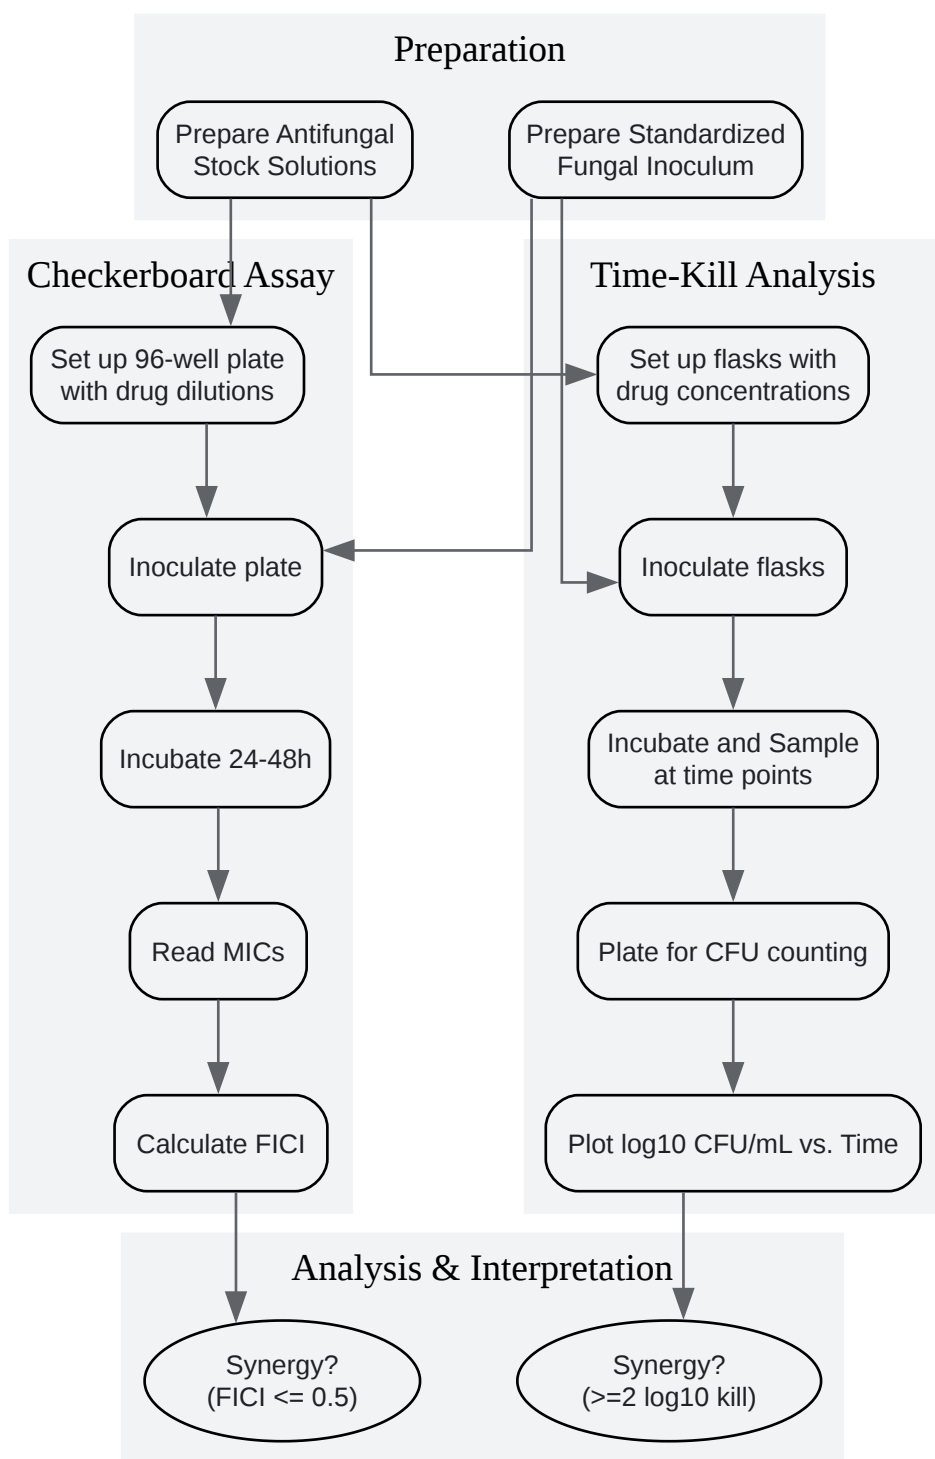 Preparation
Prepare Antifungal
Stock Solutions
Prepare Standardized
Fungal Inoculum
Checkerboard Assay
Set up 96-well plate
with drug dilutions
Inoculate plate
Incubate 24-48h
Read MICs
Calculate FICI
Time-Kill Analysis
Set up flasks with
drug concentrations
Inoculate flasks
Incubate and Sample
at time points
Plate for CFU counting
Plot log10 CFU/mL vs. Time
Analysis & Interpretation
Synergy?
(FICI <= 0.5)
Synergy?
(>=2 log10 kill)